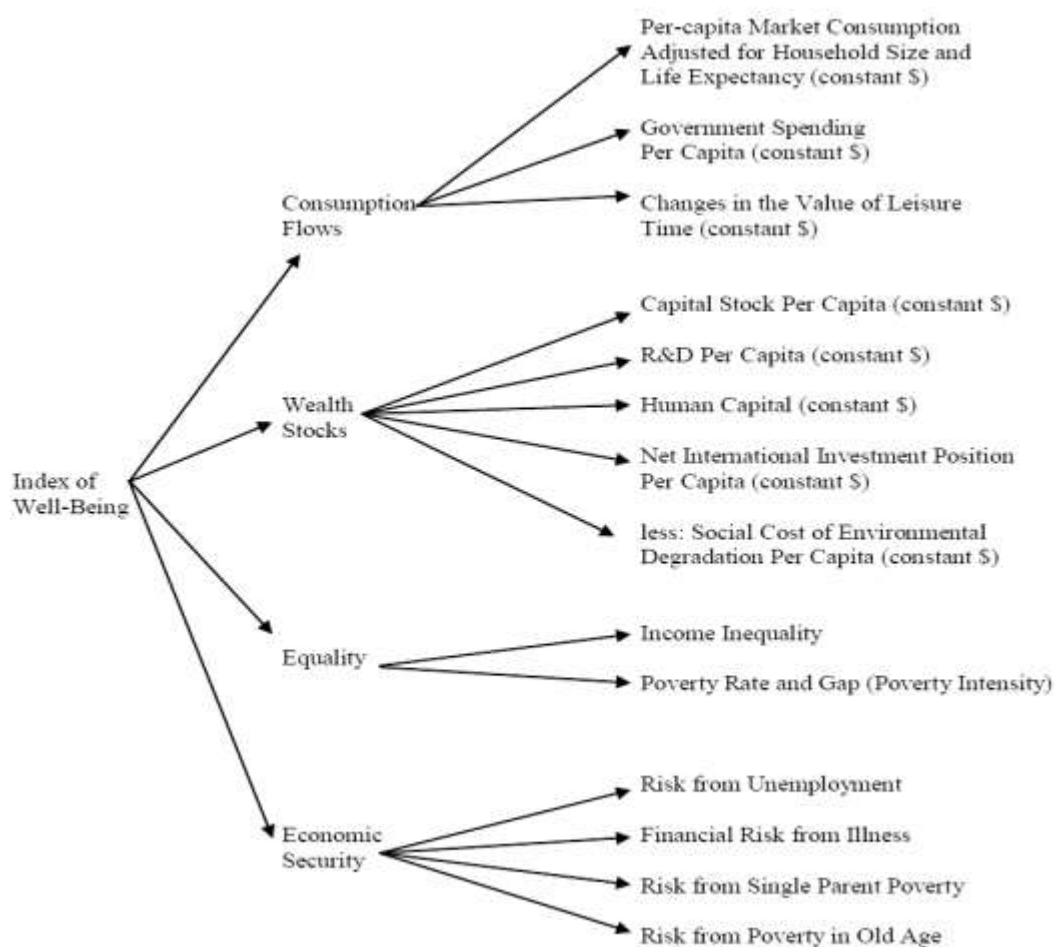 Per-capita Market Consumption
Adjusted for Household Size and
Life Expectancy (constant $)
Government Spending
Per Capita (constant $)
Consumption
Flows
Changes in the Value of Leisure
Time (constant $)
Capital Stock Per Capita (constant $)
R&D Per Capita (constant $)
Wealth
Stocks
Human Capital (constant $)
Net International Investment Position
Per Capita (constant $)
Index of
Well-Being
less: Social Cost of Environmental
Degradation Per Capita (constant $)
Equality
Income Inequality
Poverty Rate and Gap (Poverty Intensity)
Economic
Security
Risk from Unemployment
Financial Risk from Illness
Risk from Single Parent Poverty
Risk from Poverty in Old Age